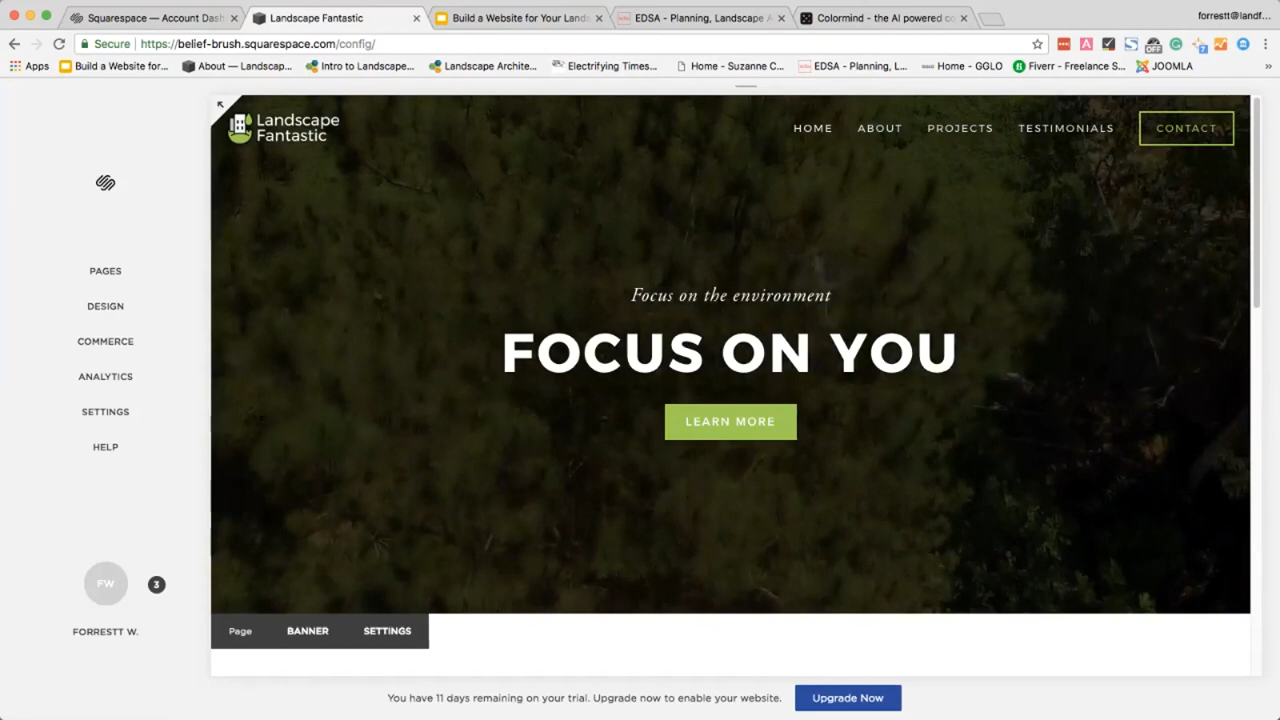 Squarespace — Account Dash
Landscape Fantastic
Build a Website for Your Lands
EDSA - Planning, Landscape A
Colormind - the AI powered co
forrestt@landf...
Secure
https://belief-brush.squarespace.com/config/
OFF
7
Apps
Build a Website for...
About — Landscap...
Intro to Landscape...
Landscape Archite...
Electrifying Times...
Home - Suzanne C...
EDSA - Planning, L...
Home - GGLO
Fiverr - Freelance S...
JOOMLA
»
Landscape
Fantastic
HOME
ABOUT
PROJECTS
TESTIMONIALS
CONTACT
PAGES
DESIGN
COMMERCE
ANALYTICS
SETTINGS
HELP
Focus on the environment
FOCUS ON YOU
LEARN MORE
FW
3
FORRESTT W.
Page
BANNER
SETTINGS
You have 11 days remaining on your trial. Upgrade now to enable your website.
Upgrade Now